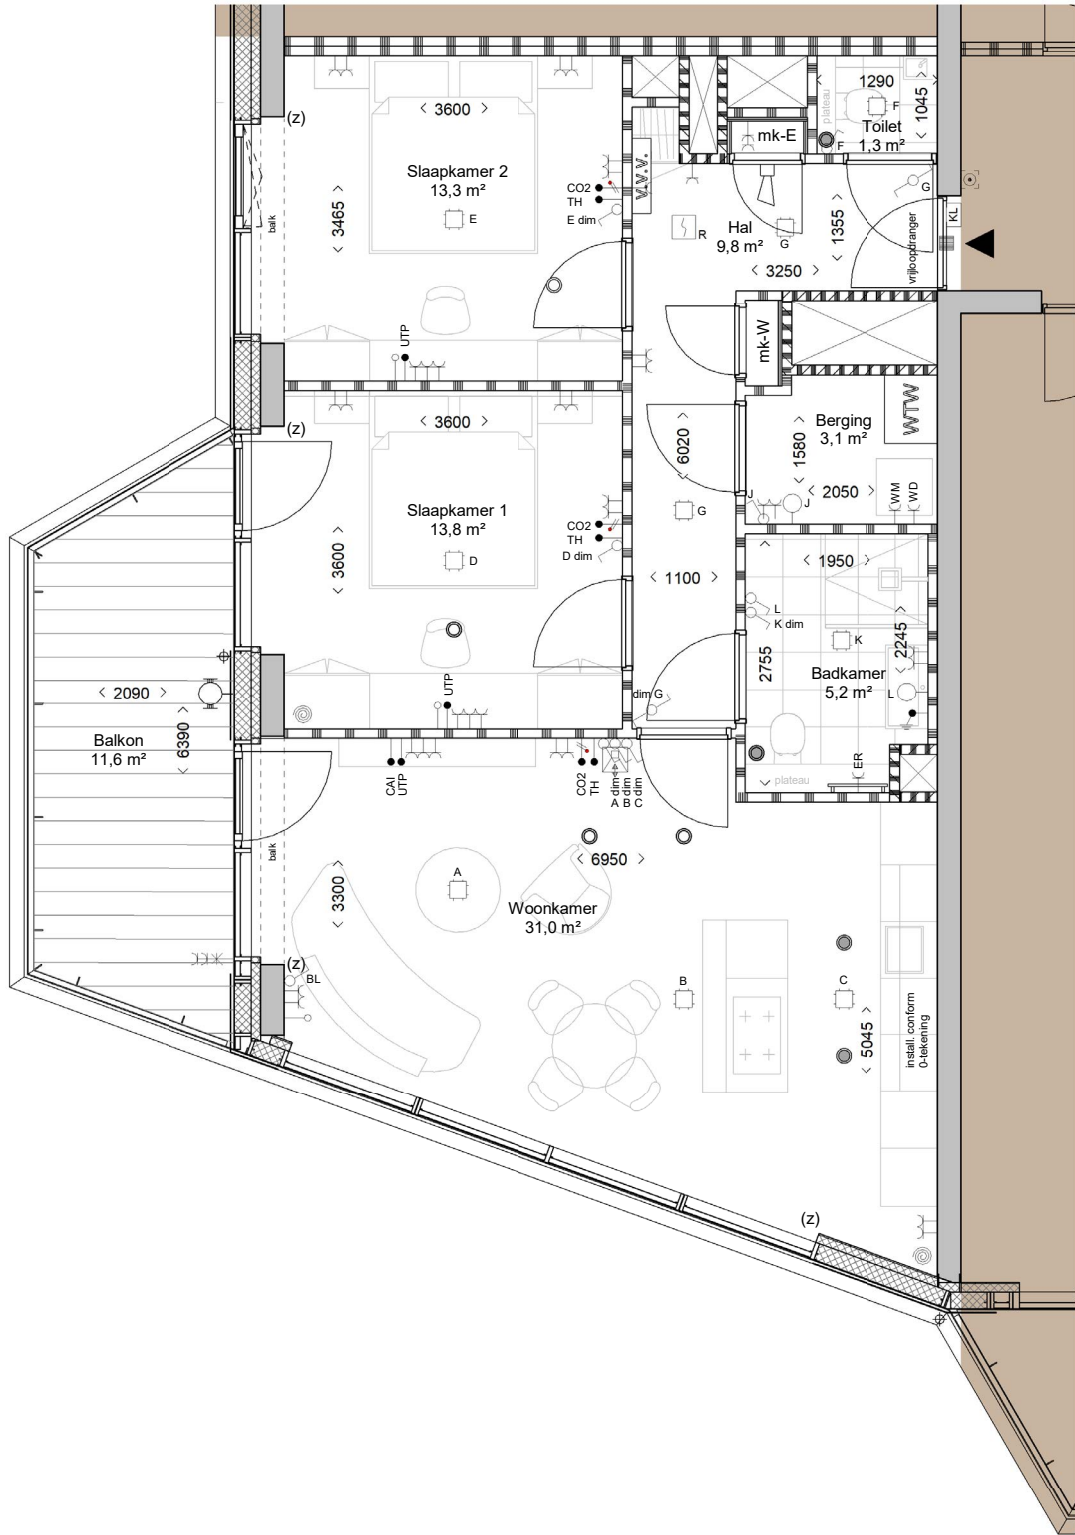 (z)
< 3600 >
Slaapkamer 2
13,3 m²
< 3465 >
balk
CO2
TH
E dim
E
UTP
V.V.V.
R
mk-E
1290
< 1045 >
plateau
F
Toilet
1,3 m²
F
G
KL
Hal
9,8 m²
G
< 1355 >
< 3250 >
vrijloopdranger
mk-W
(z)
< 3600 >
Slaapkamer 1
13,8 m²
< 3600 >
CO2
TH
D dim
D
UTP
< 6020 >
G
< 1100 >
dim G
WTW
Berging
3,1 m²
< 1580 >
< 2050 >
J
J
WM
WD
< 1950 >
L
K dim
K
< 2755 >
< 2245 >
Badkamer
5,2 m²
L
ER
plateau
< 2090 >
Balkon
11,6 m²
< 6390 >
CAI
UTP
CO2
TH
A dim
B dim
C dim
balk
< 3300 >
A
< 6950 >
Woonkamer
31,0 m²
(z)
BL
B
C
< 5045 >
install. conform
0-tekening
(z)